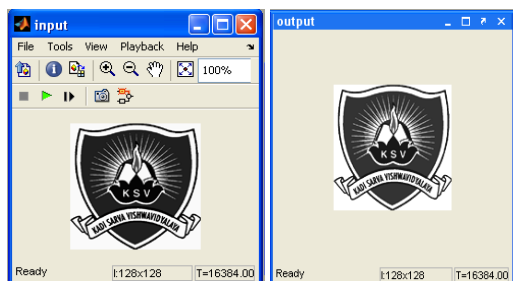 input
File Tools View Playback Help
100%
KSV
KADI SARVA VISHWAVIDYALAYA
Ready I:128x128 T=16384.00
output
KSV
KADI SARVA VISHWAVIDYALAYA
Ready I:128x128 T=16384.00